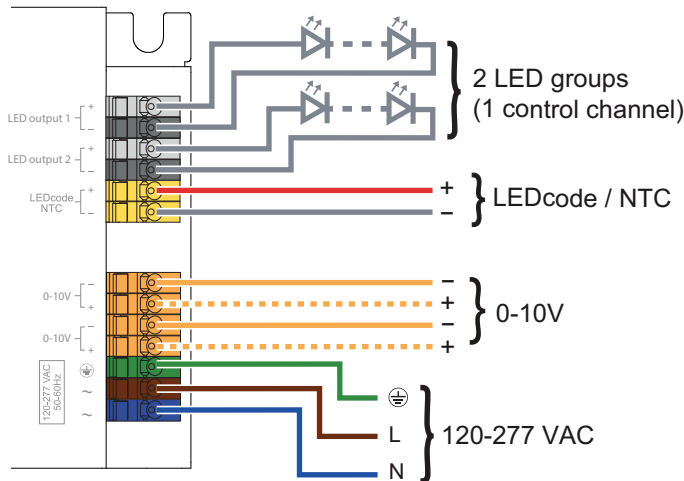 LED output 1
+
−
LED output 2
+
−
LEDcode
NTC
+
−
2 LED groups
(1 control channel)
+
−
LEDcode / NTC
0-10V
−
+
0-10V
−
+
−
+
−
+
0-10V
120-277 VAC
50-60Hz
~
~
L
N
120-277 VAC